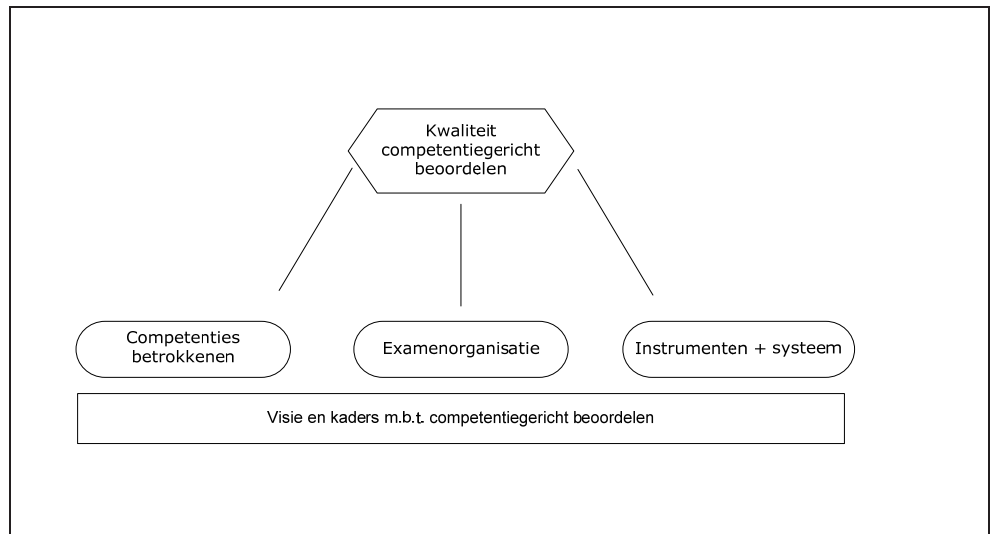 Kwaliteit
competentiegericht
beoordelen
Competenties
betrokkenen
Examenorganisatie
Instrumenten + systeem
Visie en kaders m.b.t. competentiegericht beoordelen